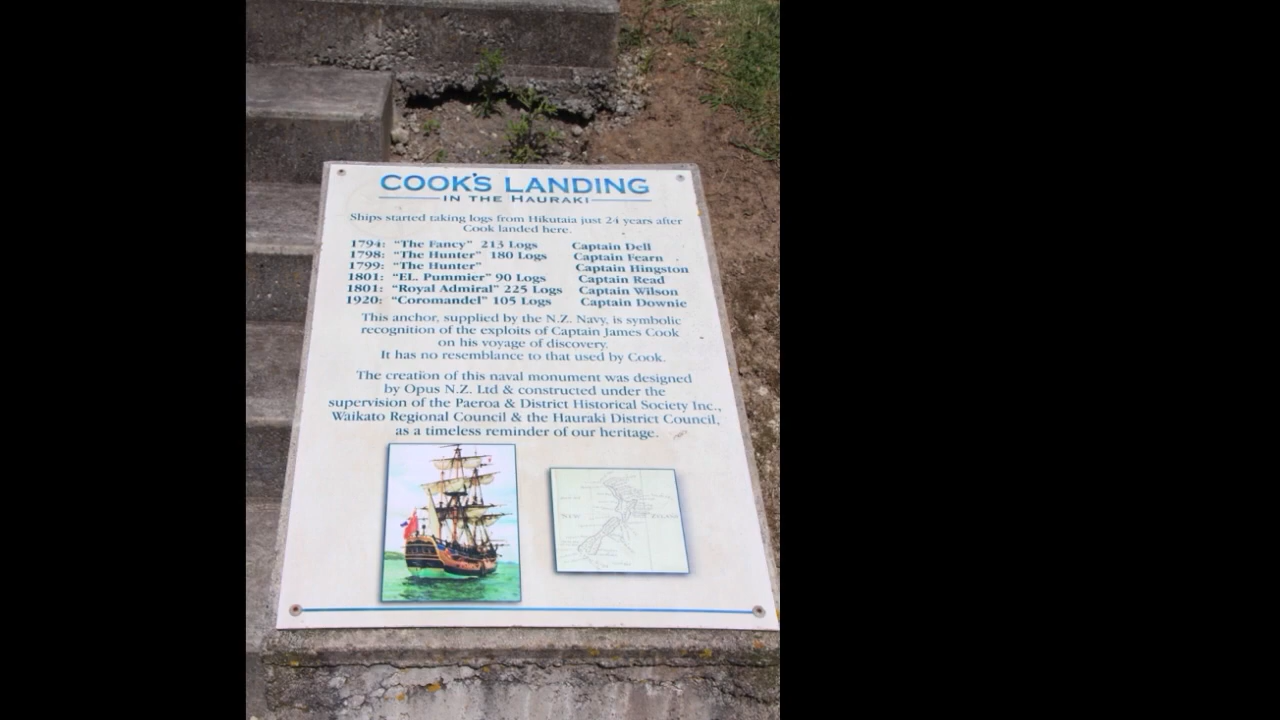 COOK'S LANDING
IN THE HAURAKI
Ships started taking logs from Hikutaia just 24 years after
Cook landed here.
1794: "The Fancy" 213 Logs Captain Dell
1798: "The Hunter" 180 Logs Captain Fearn
1799: "The Hunter" Captain Hingston
1801: "EL. Pummier" 90 Logs Captain Read
1801: "Royal Admiral" 225 Logs Captain Wilson
1920: "Coromandel" 105 Logs Captain Downie
This anchor, supplied by the N.Z. Navy, is symbolic
recognition of the exploits of Captain James Cook
on his voyage of discovery.
It has no resemblance to that used by Cook.
The creation of this naval monument was designed
by Opus N.Z. Ltd & constructed under the
supervision of the Paeroa & District Historical Society Inc.,
Waikato Regional Council & the Hauraki District Council,
as a timeless reminder of our heritage.